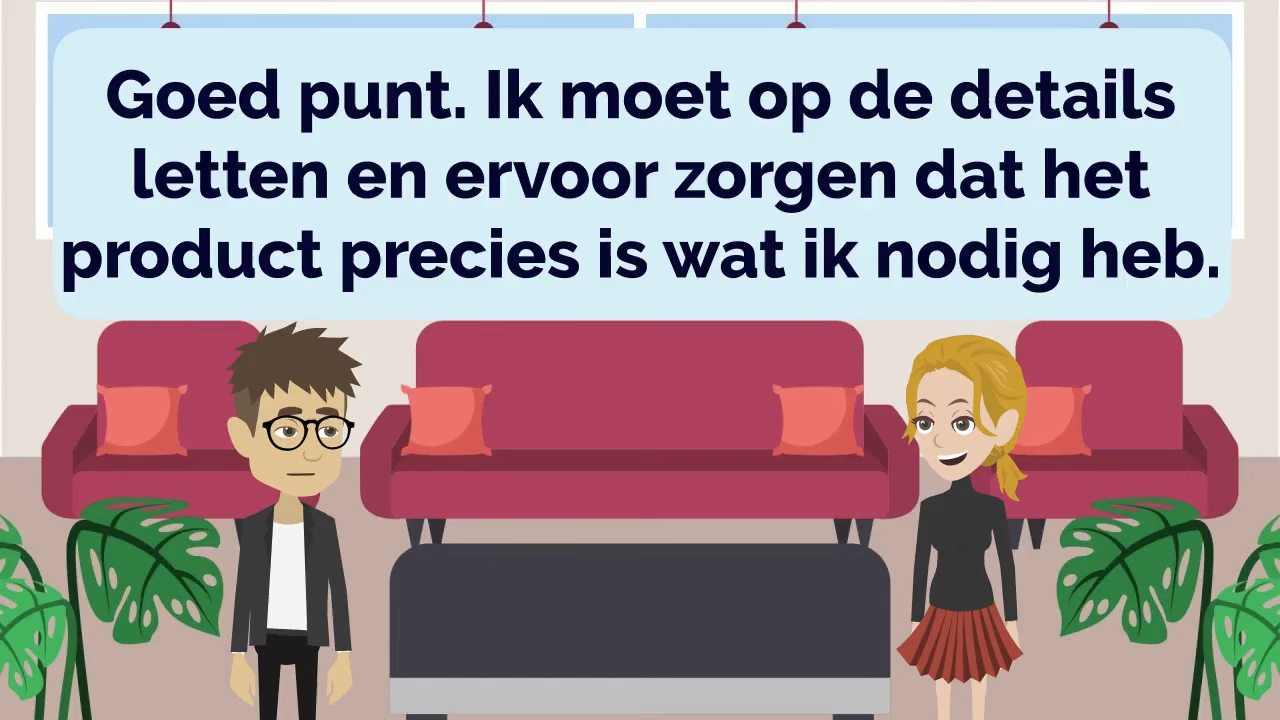 Goed punt. Ik moet op de details
letten en ervoor zorgen dat het
product precies is wat ik nodig heb.